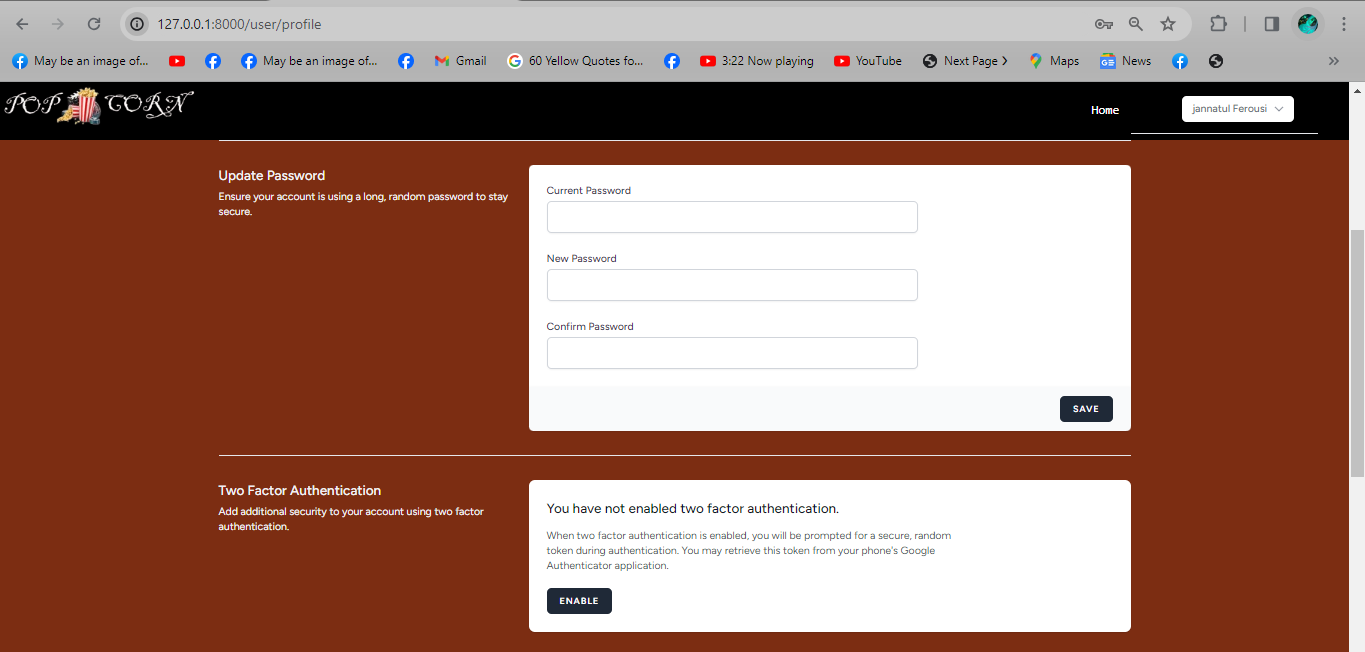 127.0.0.1:8000/user/profile
May be an image of... May be an image of... Gmail 60 Yellow Quotes fo... 3:22 Now playing YouTube Next Page Maps GE News
POP CORN
Home
jannatul Ferousi
Update Password
Ensure your account is using a long, random password to stay
secure.
Current Password
New Password
Confirm Password
SAVE
Two Factor Authentication
Add additional security to your account using two factor
authentication.
You have not enabled two factor authentication.
When two factor authentication is enabled, you will be prompted for a secure, random
token during authentication. You may retrieve this token from your phone's Google
Authenticator application.
ENABLE